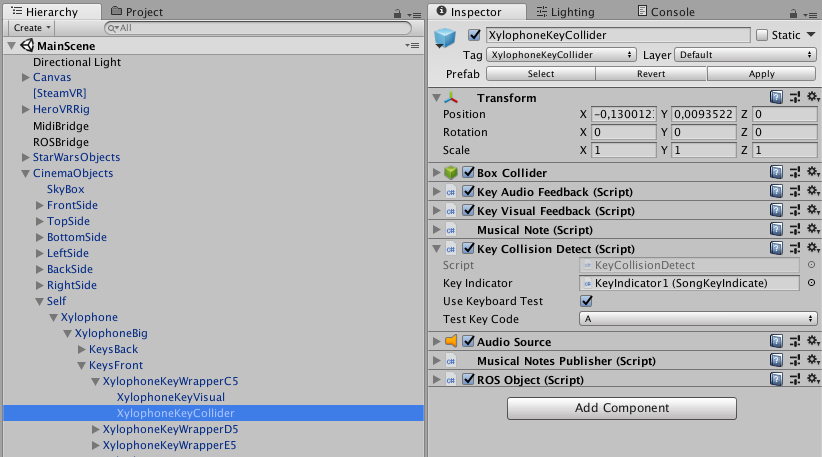 Hierarchy Project
Create All
MainScene
Directional Light
Canvas
[SteamVR]
HeroVRRig
MidiBridge
ROSBridge
StarWarsObjects
CinemaObjects
SkyBox
FrontSide
TopSide
BottomSide
LeftSide
BackSide
RightSide
Self
Xylophone
XylophoneBig
KeysBack
KeysFront
XylophoneKeyWrapperC5
XylophoneKeyVisual
XylophoneKeyCollider
XylophoneKeyWrapperD5
XylophoneKeyWrapperE5
Inspector Lighting Console
XylophoneKeyCollider Static
Tag XylophoneKeyCollider Layer Default
Prefab Select Revert Apply
Transform
Position X -0,130012 Y 0,0093522 Z 0
Rotation X 0 Y 0 Z 0
Scale X 1 Y 1 Z 1
Box Collider
Key Audio Feedback (Script)
Key Visual Feedback (Script)
Musical Note (Script)
Key Collision Detect (Script)
Script KeyCollisionDetect
Key Indicator KeyIndicator1 (SongKeyIndicate)
Use Keyboard Test
Test Key Code A
Audio Source
Musical Notes Publisher (Script)
ROS Object (Script)
Add Component